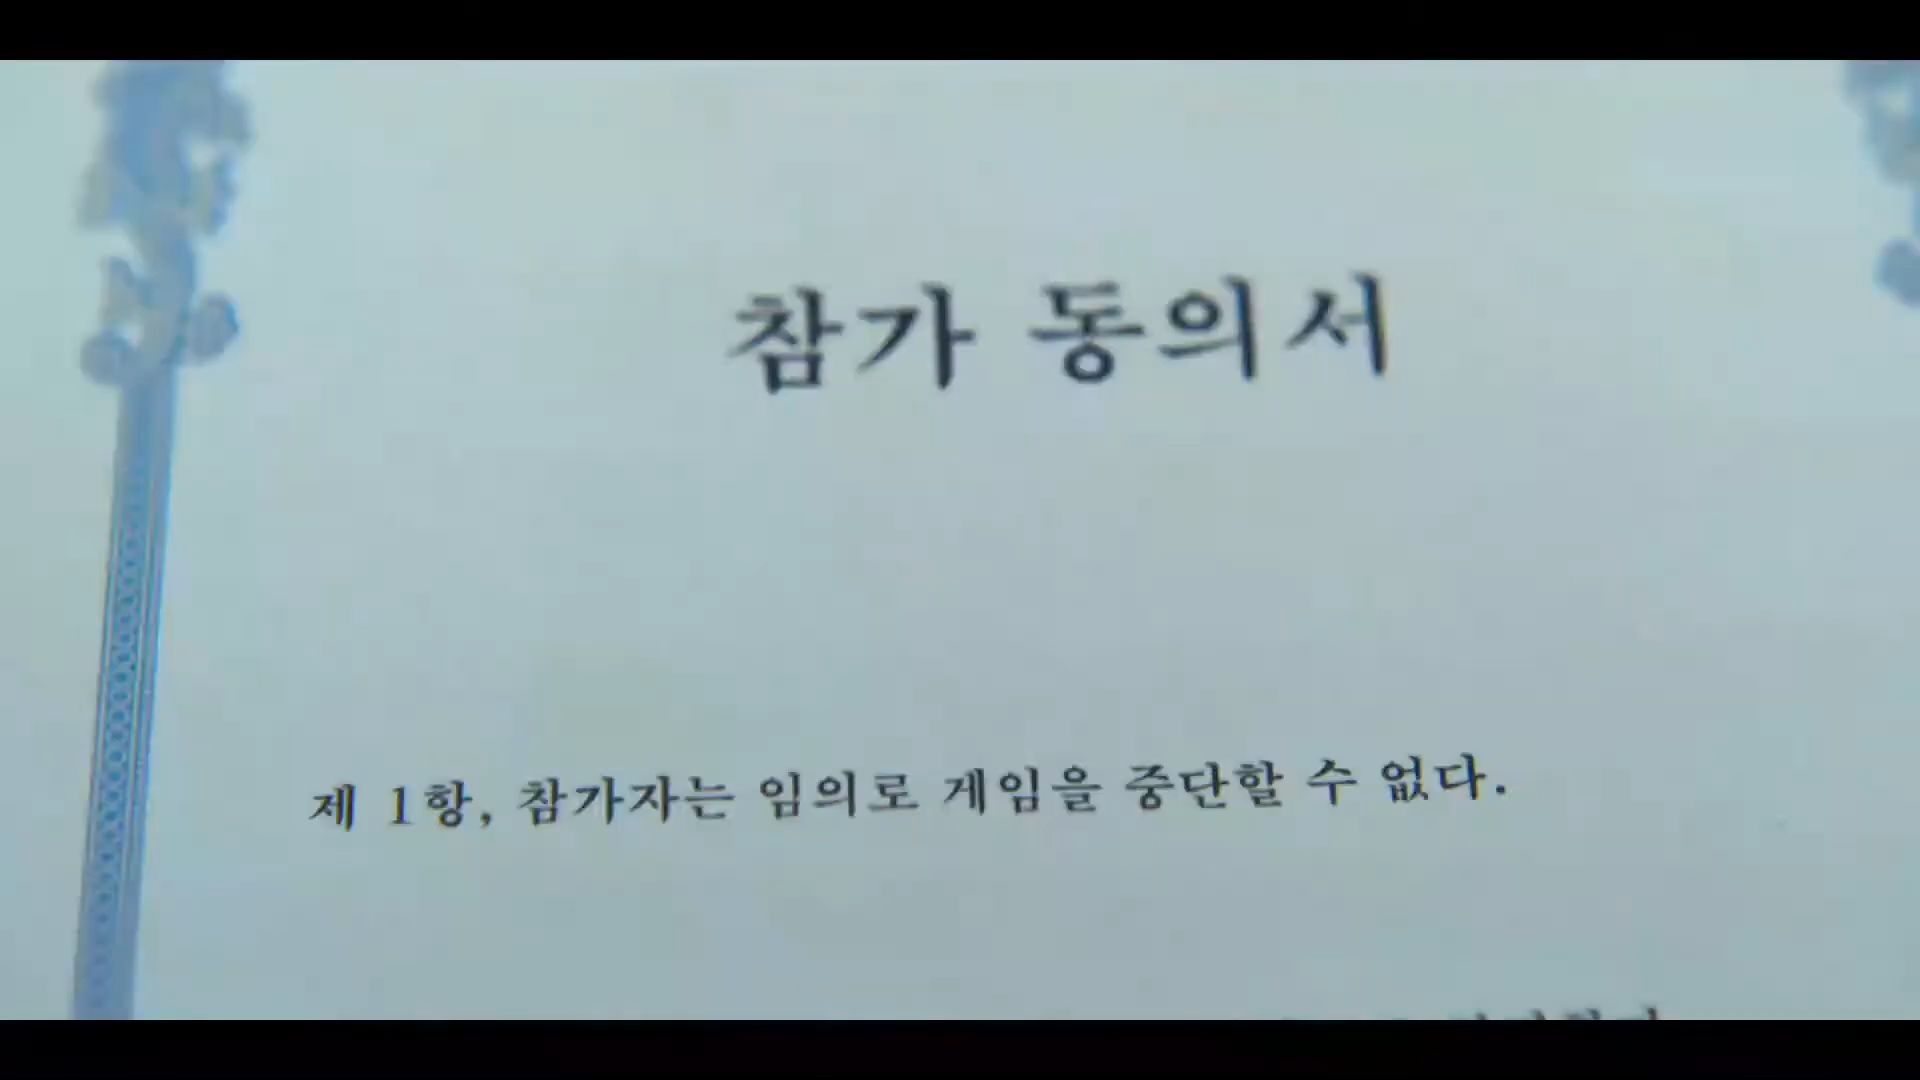 참가 동의서
제 1항, 참가자는 임의로 게임을 중단할 수 없다.